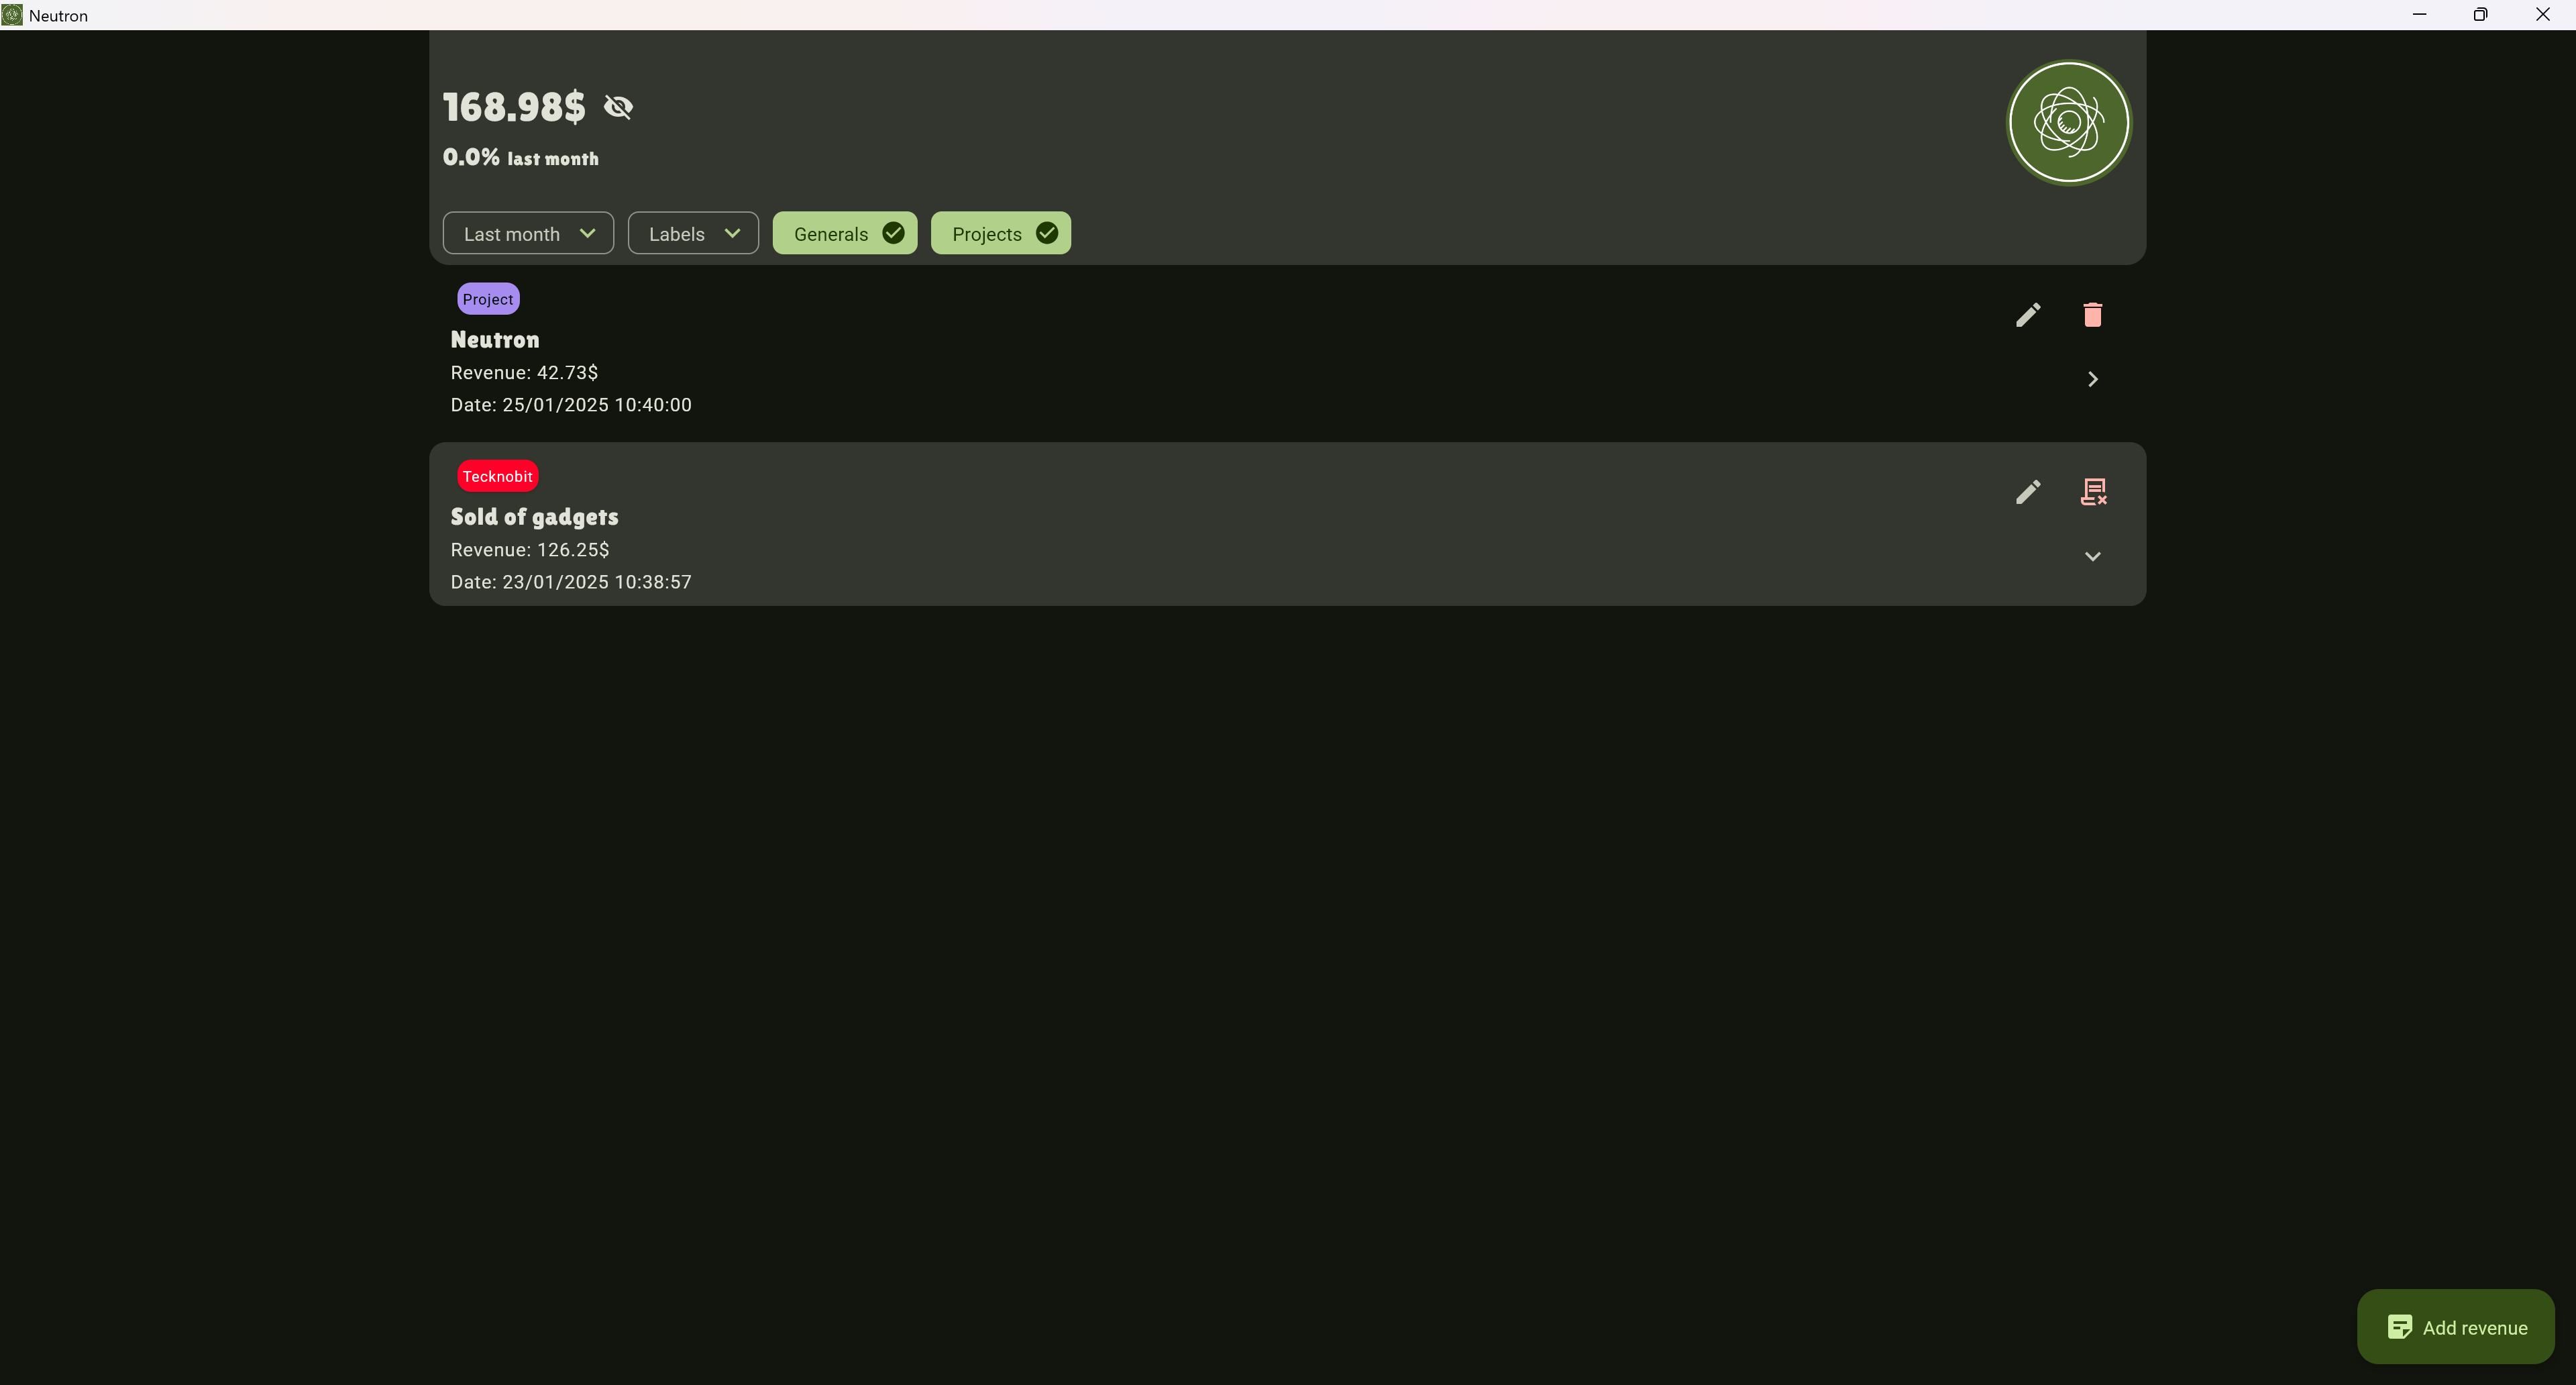 Neutron
168.98$
0.0% last month
Last month Labels Generals Projects
Project
Neutron
Revenue: 42.73$
Date: 25/01/2025 10:40:00
Tecknobit
Sold of gadgets
Revenue: 126.25$
Date: 23/01/2025 10:38:57
Add revenue